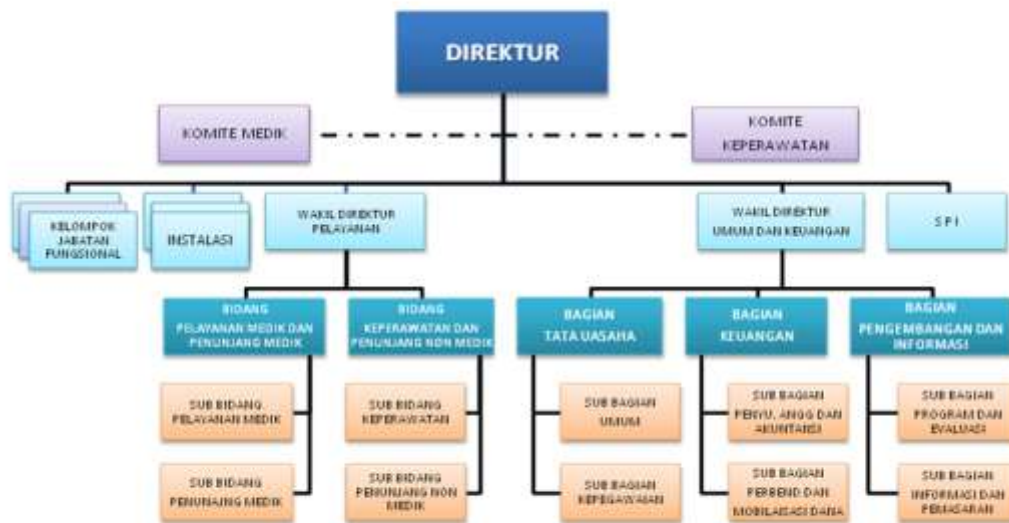 DIREKTUR
KOMITE MEDIK
KOMITE
KEPERAWATAN
KELOMPOK
JABATAN
FUNGSIONAL
INSTALASI
WAKIL DIREKTUR
PELAYANAN
WAKIL DIREKTUR
UMUM DAN KEUANGAN
S P I
BIDANG
PELAYANAN MEDIK DAN
PENUNJANG MEDIK
BIDANG
KEPERAWATAN DAN
PENUNJANG NON MEDIK
BAGIAN
TATA UASAHA
BAGIAN
KEUANGAN
BAGIAN
PENGEMBANGAN DAN
INFORMASI
SUB BIDANG
PELAYANAN MEDIK
SUB BIDANG
KEPERAWATAN
SUB BAGIAN
UMUM
SUB BAGIAN
PENYU. ANGG DAN
AKUNTANSI
SUB BAGIAN
PROGRAM DAN
EVALUASI
SUB BIDANG
PENUNAJNG MEDIK
SUB BIDANG
PENUNJANG NON
MEDIK
SUB BAGIAN
KEPEGAWAIAN
SUB BAGIAN
PERBEND DAN
MOBILAISASI DANA
SUB BAGIAN
INFORMASI DAN
PEMASARAN